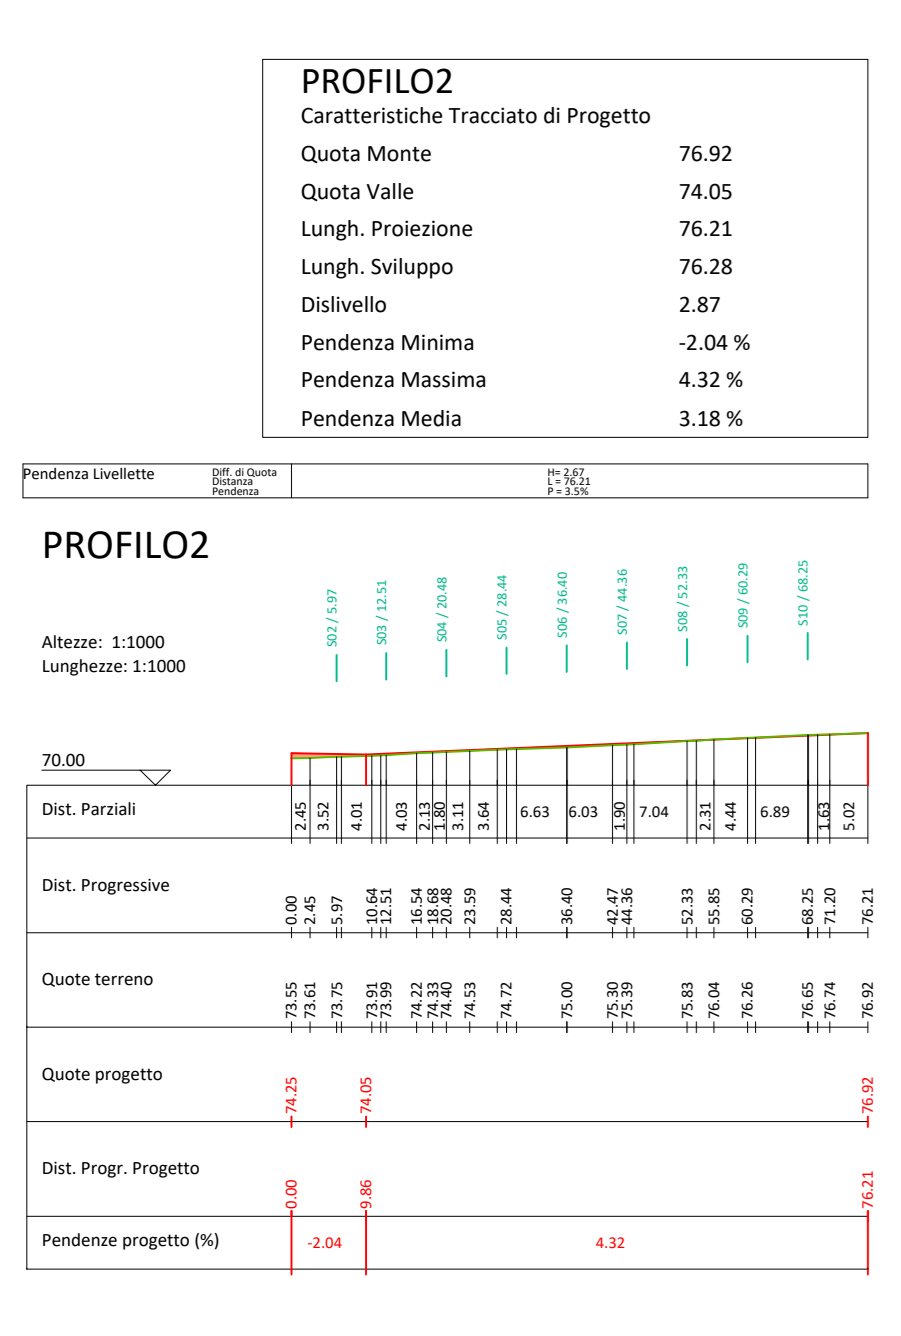 PROFILO2
Caratteristiche Tracciato di Progetto
Quota Monte 76.92
Quota Valle 74.05
Lungh. Proiezione 76.21
Lungh. Sviluppo 76.28
Dislivello 2.87
Pendenza Minima -2.04 %
Pendenza Massima 4.32 %
Pendenza Media 3.18 %
Pendenza Livellette
Diff. di Quota H= 2.67
Distanza L = 76.21
Pendenza P = 3.5%
PROFILO2
S02 / 5.97
S03 / 12.51
S04 / 20.48
S05 / 28.44
S06 / 36.40
S07 / 44.36
S08 / 52.33
S09 / 60.29
S10 / 68.25
Altezze: 1:1000
Lunghezze: 1:1000
70.00
Dist. Parziali 2.45 3.52 4.01 4.03 2.13 1.80 3.11 3.64 6.63 6.03 1.90 7.04 2.31 4.44 6.89 1.63 5.02
Dist. Progressive 0.00 2.45 5.97 10.64 12.51 16.54 18.68 20.48 23.59 28.44 36.40 42.47 44.36 52.33 55.85 60.29 68.25 71.20 76.21
Quote terreno 73.55 73.61 73.75 73.91 73.99 74.22 74.33 74.40 74.53 74.72 75.00 75.30 75.39 75.83 76.04 76.26 76.65 76.74 76.92
Quote progetto 74.25 74.05 76.92
Dist. Progr. Progetto 0.00 9.86 76.21
Pendenze progetto (%) -2.04 4.32